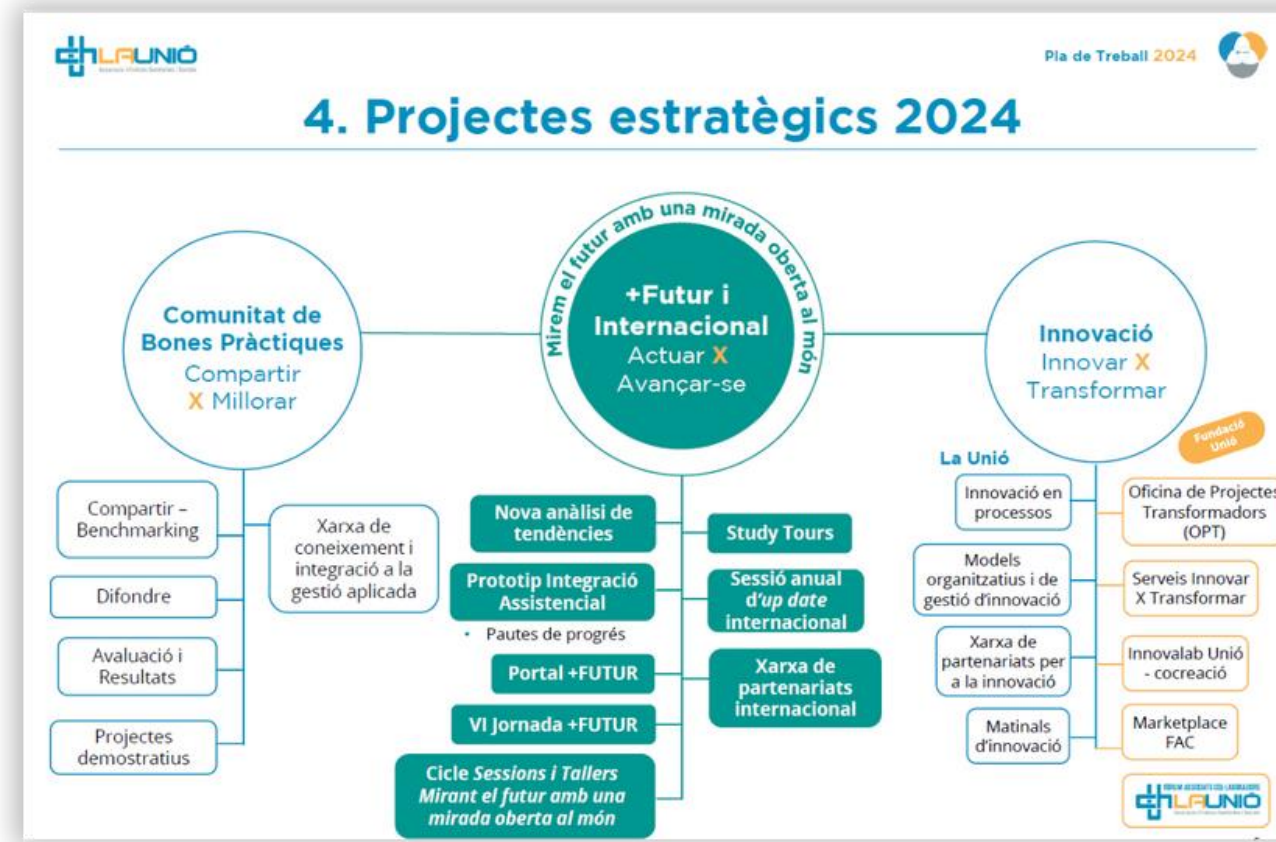 LAUNIÓ
Pla de Treball 2024
4. Projectes estratègics 2024
Comunitat de
Bones Pràctiques
Compartir
X Millorar
Compartir –
Benchmarking
Difondre
Avaluació i
Resultats
Projectes
demostratius
Xarxa de
coneixement i
integració a la
gestió aplicada
Mirem el futur amb una mirada oberta al món
+Futur i
Internacional
Actuar X
Avançar-se
Nova anàlisi de
tendències
Prototip Integració
Assistencial
• Pautes de progrés
Portal +FUTUR
VI Jornada +FUTUR
Cicle Sessions i Tallers
Mirant el futur amb una
mirada oberta al món
Study Tours
Sessió anual
d'up date
internacional
Xarxa de
partenariats
internacional
Innovació
Innovar X
Transformar
La Unió
Innovació en
processos
Models
organitzatius i de
gestió d'innovació
Xarxa de
partenariats per
a la innovació
Matinals
d'innovació
Fundació
Unió
Oficina de Projectes
Transformadors
(OPT)
Serveis Innovar
X Transformar
Innovalab Unió
- cocreació
Marketplace
FAC
LAUNIÓ